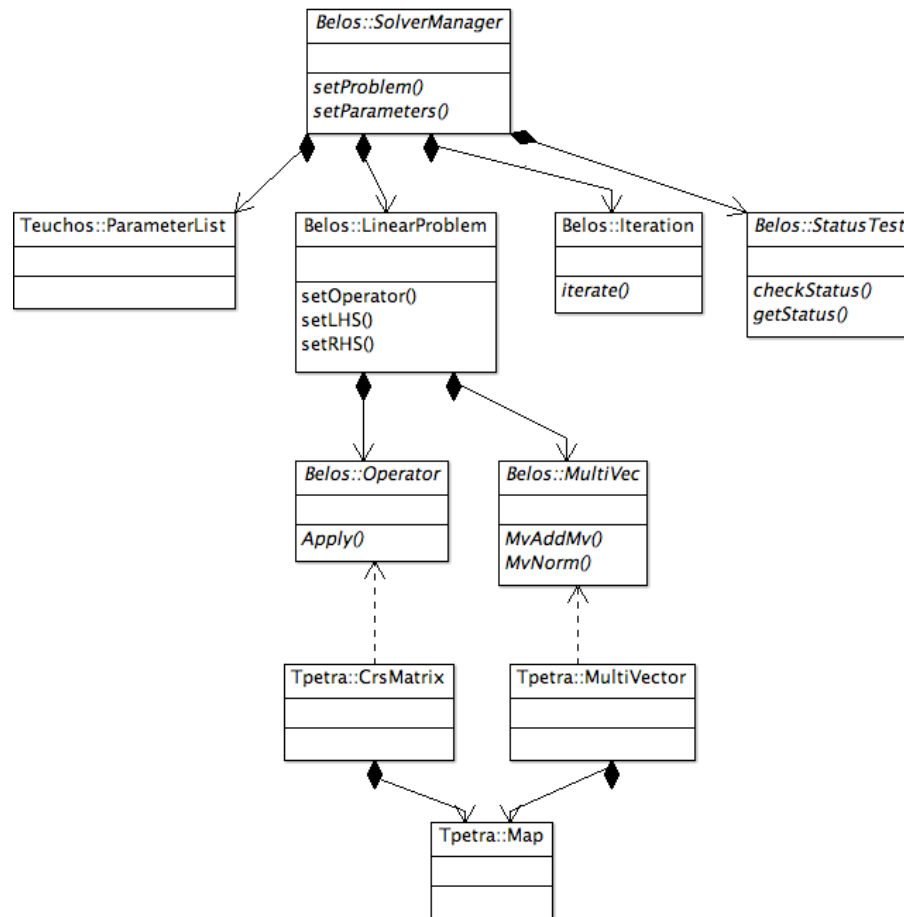 Belos::SolverManager
setProblem()
setParameters()
Teuchos::ParameterList
Belos::LinearProblem
setOperator()
setLHS()
setRHS()
Belos::Iteration
iterate()
Belos::StatusTest
checkStatus()
getStatus()
Belos::Operator
Apply()
Belos::MultiVec
MvAddMv()
MvNorm()
Tpetra::CrsMatrix
Tpetra::MultiVector
Tpetra::Map